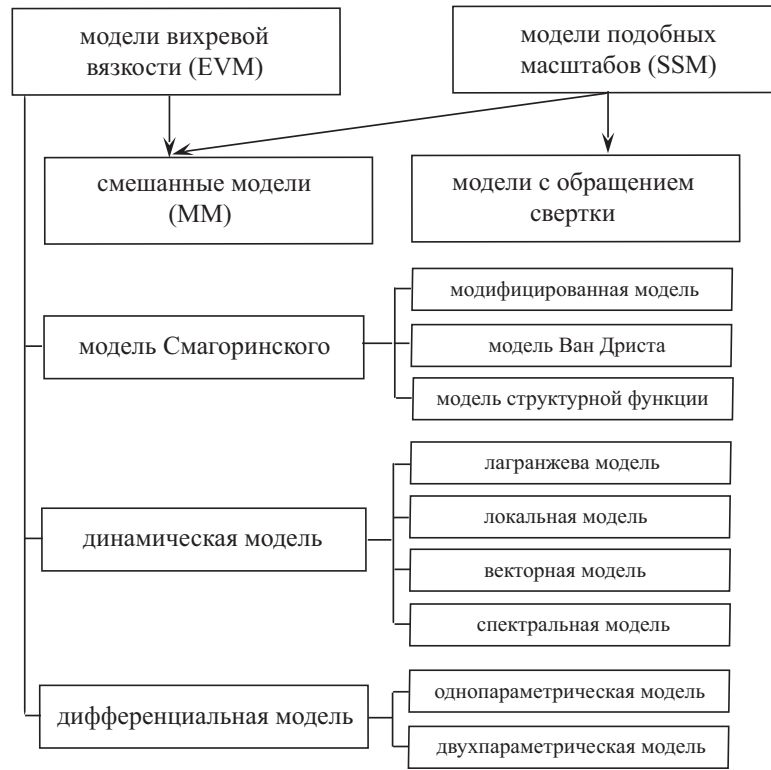 модели вихревой
вязкости (EVM)
модели подобных
масштабов (SSM)
смешанные модели
(ММ)
модели с обращением
свертки
модифицированная модель
модель Смагоринского
модель Ван Дриста
модель структурной функции
лагранжева модель
локальная модель
динамическая модель
векторная модель
спектральная модель
однопараметрическая модель
дифференциальная модель
двухпараметрическая модель